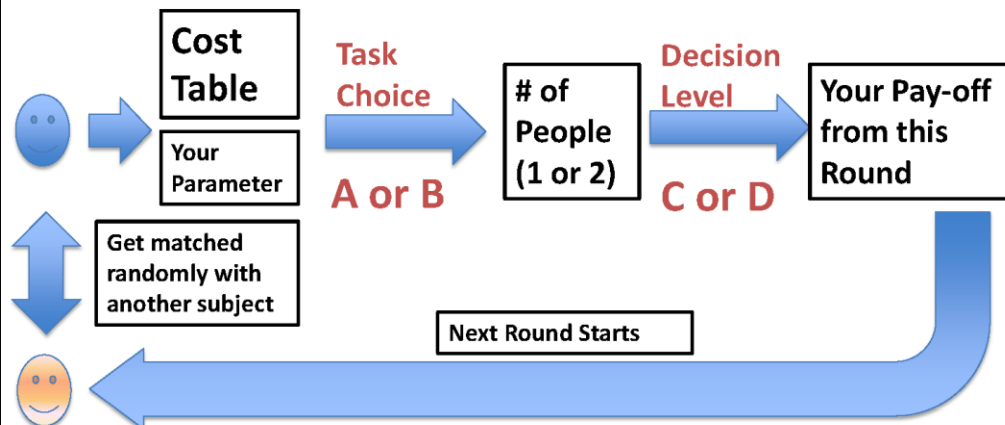 Cost
Table
Your
Parameter
Task
Choice
A or B
# of
People
(1 or 2)
Decision
Level
C or D
Your Pay-off
from this
Round
Get matched
randomly with
another subject
Next Round Starts